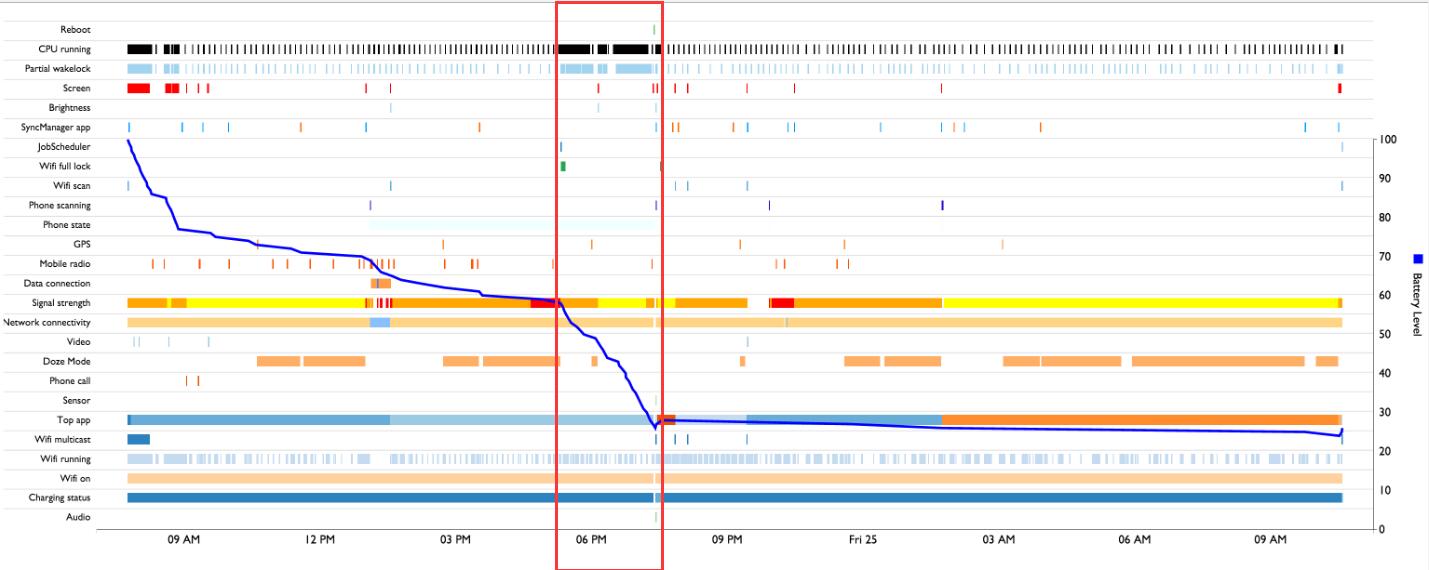 Reboot
CPU running
Partial wakelock
Screen
Brightness
SyncManager app
JobScheduler
Wifi full lock
Wifi scan
Phone scanning
Phone state
GPS
Mobile radio
Data connection
Signal strength
Network connectivity
Video
Doze Mode
Phone call
Sensor
Top app
Wifi multicast
Wifi running
Wifi on
Charging status
Audio
100
90
80
70
60
50
40
30
20
10
0
Battery Level
09 AM 12 PM 03 PM 06 PM 09 PM Fri 25 03 AM 06 AM 09 AM